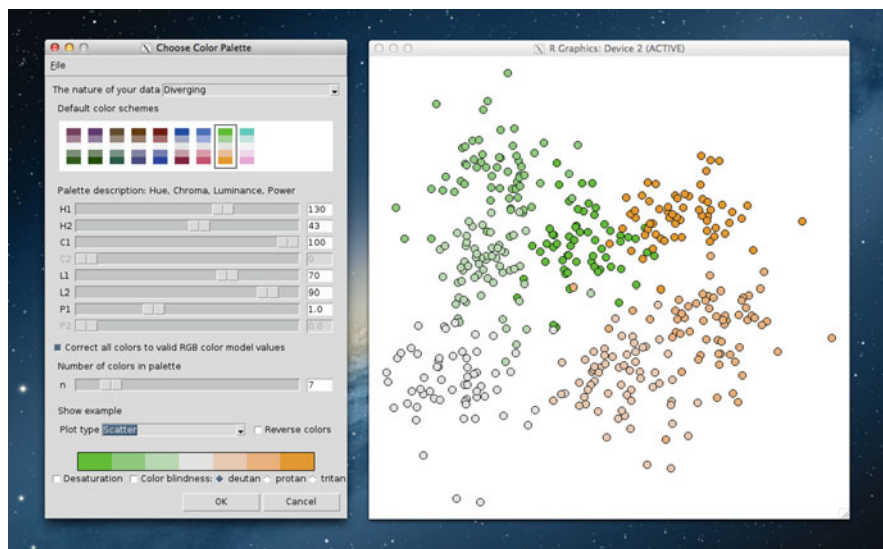 Choose Color Palette
File
The nature of your data Diverging
Default color schemes
Palette description: Hue, Chroma, Luminance, Power
H1 130
H2 43
C1 100
C2 0
L1 70
L2 90
P1 1.0
P2 0.0
Correct all colors to valid RGB color model values
Number of colors in palette
n 7
Show example
Plot type Scatter Reverse colors
Desaturation Color blindness: deutan protan tritan
OK Cancel
R Graphics: Device 2 (ACTIVE)